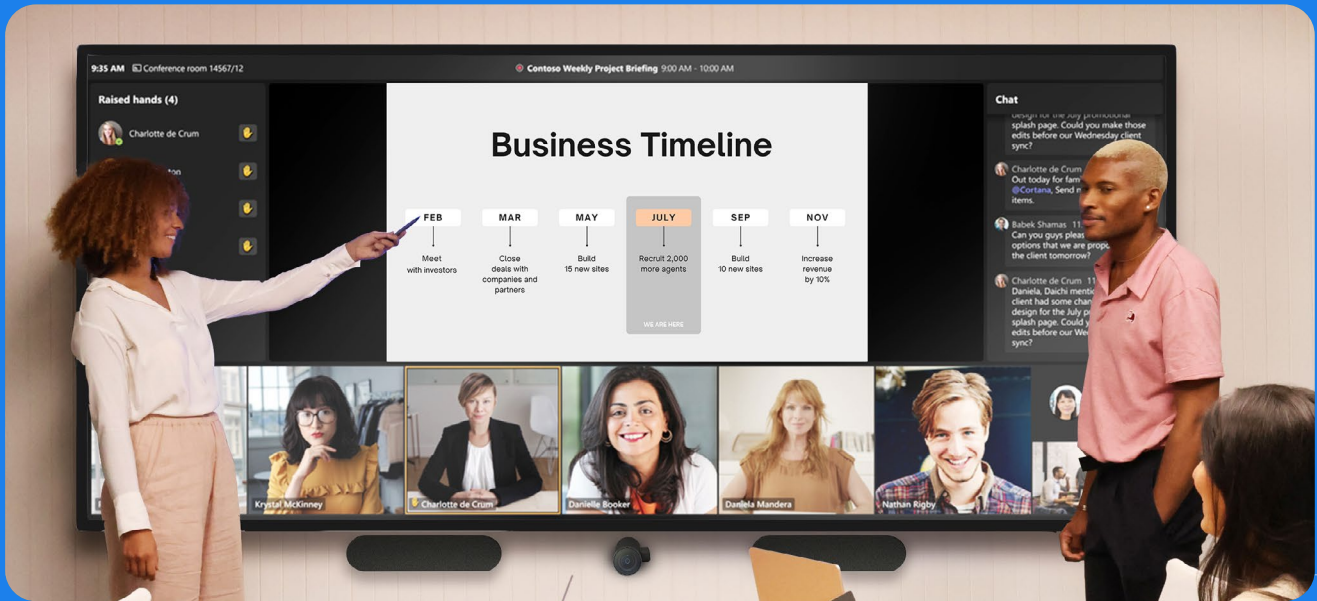 9:35 AM Conference room 14567/12
Contoso Weekly Project Briefing 9:00 AM - 10:00 AM
Raised hands (4)
Charlotte de Crum
Business Timeline
FEB
Meet
with investors
MAR
Close
deals with
companies and
partners
MAY
Build
15 new sites
JULY
Recruit 2,000
more agents
WE ARE HERE
SEP
Build
10 new sites
NOV
Increase
revenue
by 10%
Chat
design for the July promotional
splash page. Could you make those
edits before our Wednesday client
sync?
Charlotte de Crum
Out today for
@Cortana, Send
items.
Babek Shamas 11
Can you guys
options that we are
the client tomorrow?
Charlotte de Crum 11
Daniela, Daichi
client had some
design for the July
splash page. Could
edits before our
sync?
Krystal McKinney
Charlotte de Crum
Danielle Booker
Daniela Mandera
Nathan Rigby